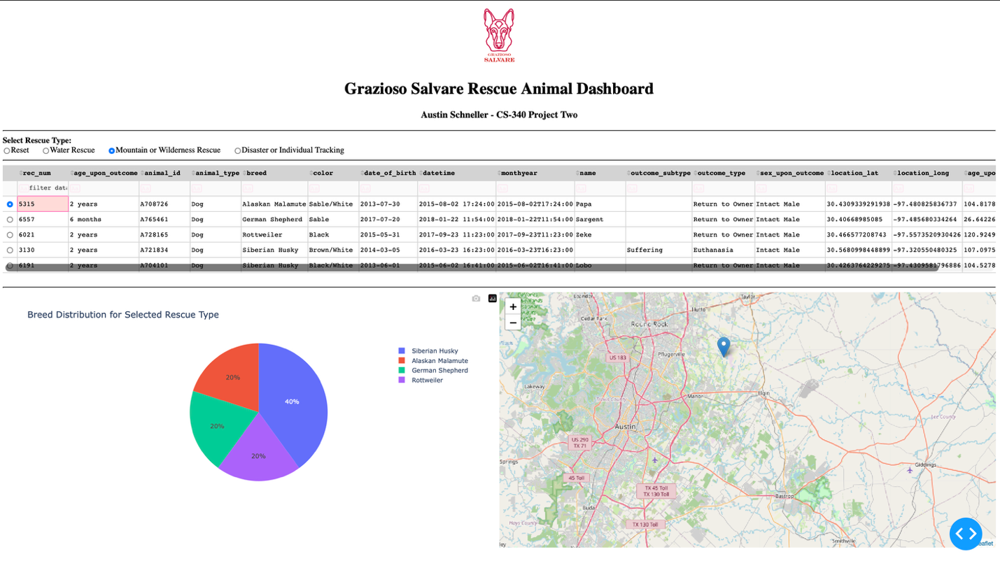 GRAZIOSO
SALVARE
Grazioso Salvare Rescue Animal Dashboard
Austin Schneller - CS-340 Project Two
Select Rescue Type:
Reset Water Rescue Mountain or Wilderness Rescue Disaster or Individual Tracking
rec_num age_upon_outcome animal_id animal_type breed color date_of_birth datetime monthyear name outcome_subtype outcome_type sex_upon_outcome location_lat location_long age_upo
filter data
5315 2 years A708726 Dog Alaskan Malamute Sable/White 2013-07-30 2015-08-02 17:24:00 2015-08-02T17:24:00 Papa Return to Owner Intact Male 30.4309339291938 -97.480825836737 104.8178
6557 6 months A765461 Dog German Shepherd Sable 2017-07-20 2018-01-22 11:54:00 2018-01-22T11:54:00 Sargent Return to Owner Intact Male 30.40668985085 -97.485680334264 26.64226
6021 2 years A728165 Dog Rottweiler Black 2015-05-31 2017-09-23 11:23:00 2017-09-23T11:23:00 Zeke Return to Owner Intact Male 30.466577208743 -97.5573520930426 120.9249
3130 2 years A721834 Dog Siberian Husky Brown/White 2014-03-05 2016-03-23 16:23:00 2016-03-23T16:23:00 Suffering Euthanasia Intact Male 30.5680998448899 -97.320550480325 107.0975
6191 2 years A704101 Dog Siberian Husky Black/White 2013-06-01 2015-06-02 16:41:00 2015-06-02T16:41:00 Lobo Return to Owner Intact Male 30.4263764229275 -97.4309581796886 104.5278
Breed Distribution for Selected Rescue Type
Siberian Husky
Alaskan Malamute
German Shepherd
Rottweiler
20%
40%
20%
20%
+
−
Leander
Taylor
Hutto
Cedar Park
Round Rock
US 183
Pflugerville
Lakeway
Manor
Elgin
Travis County
Lee County
Austin
US 290
TX 71
Springs
Giddings
45 Toll
TX 45 Toll
TX 130 Toll
Bastrop
Buda
Hays County
TX 130 Toll
Smithville
ley
eaflet